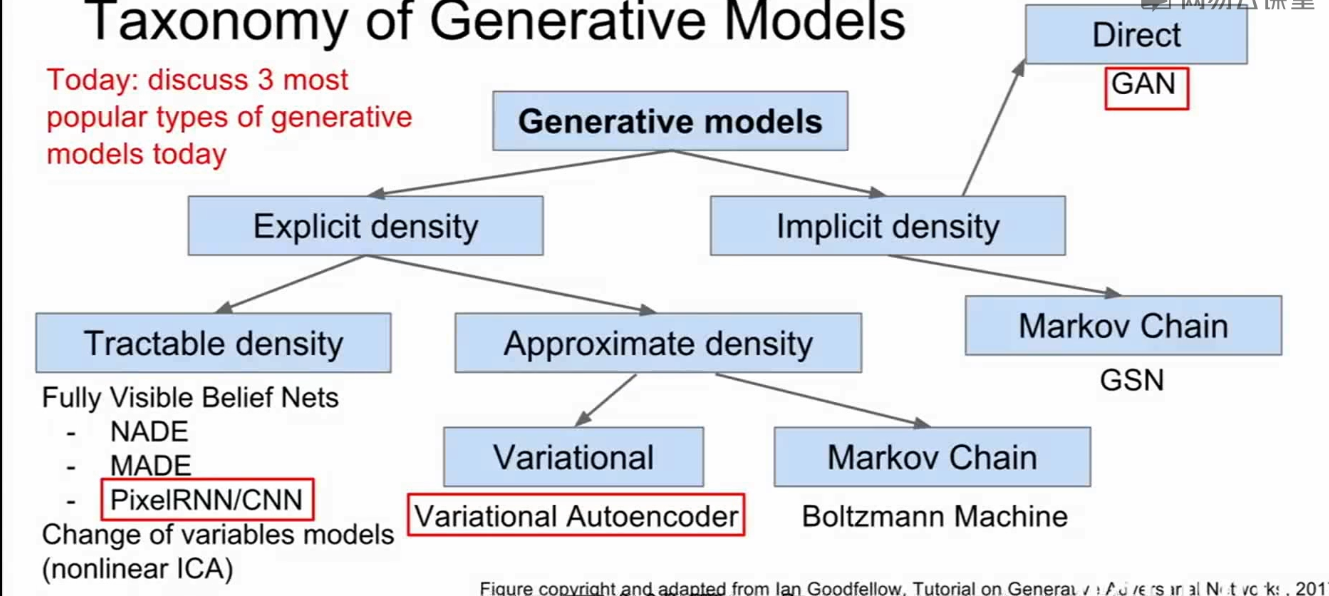 Taxonomy of Generative Models
Today: discuss 3 most
popular types of generative
models today
Direct
GAN
Generative models
Explicit density
Implicit density
Tractable density
Approximate density
Markov Chain
GSN
Fully Visible Belief Nets
- NADE
- MADE
- PixelRNN/CNN
Change of variables models
(nonlinear ICA)
Variational
Variational Autoencoder
Markov Chain
Boltzmann Machine
Figure copyright and adapted from Ian Goodfellow, Tutorial on Generative Adversarial Networks, 201